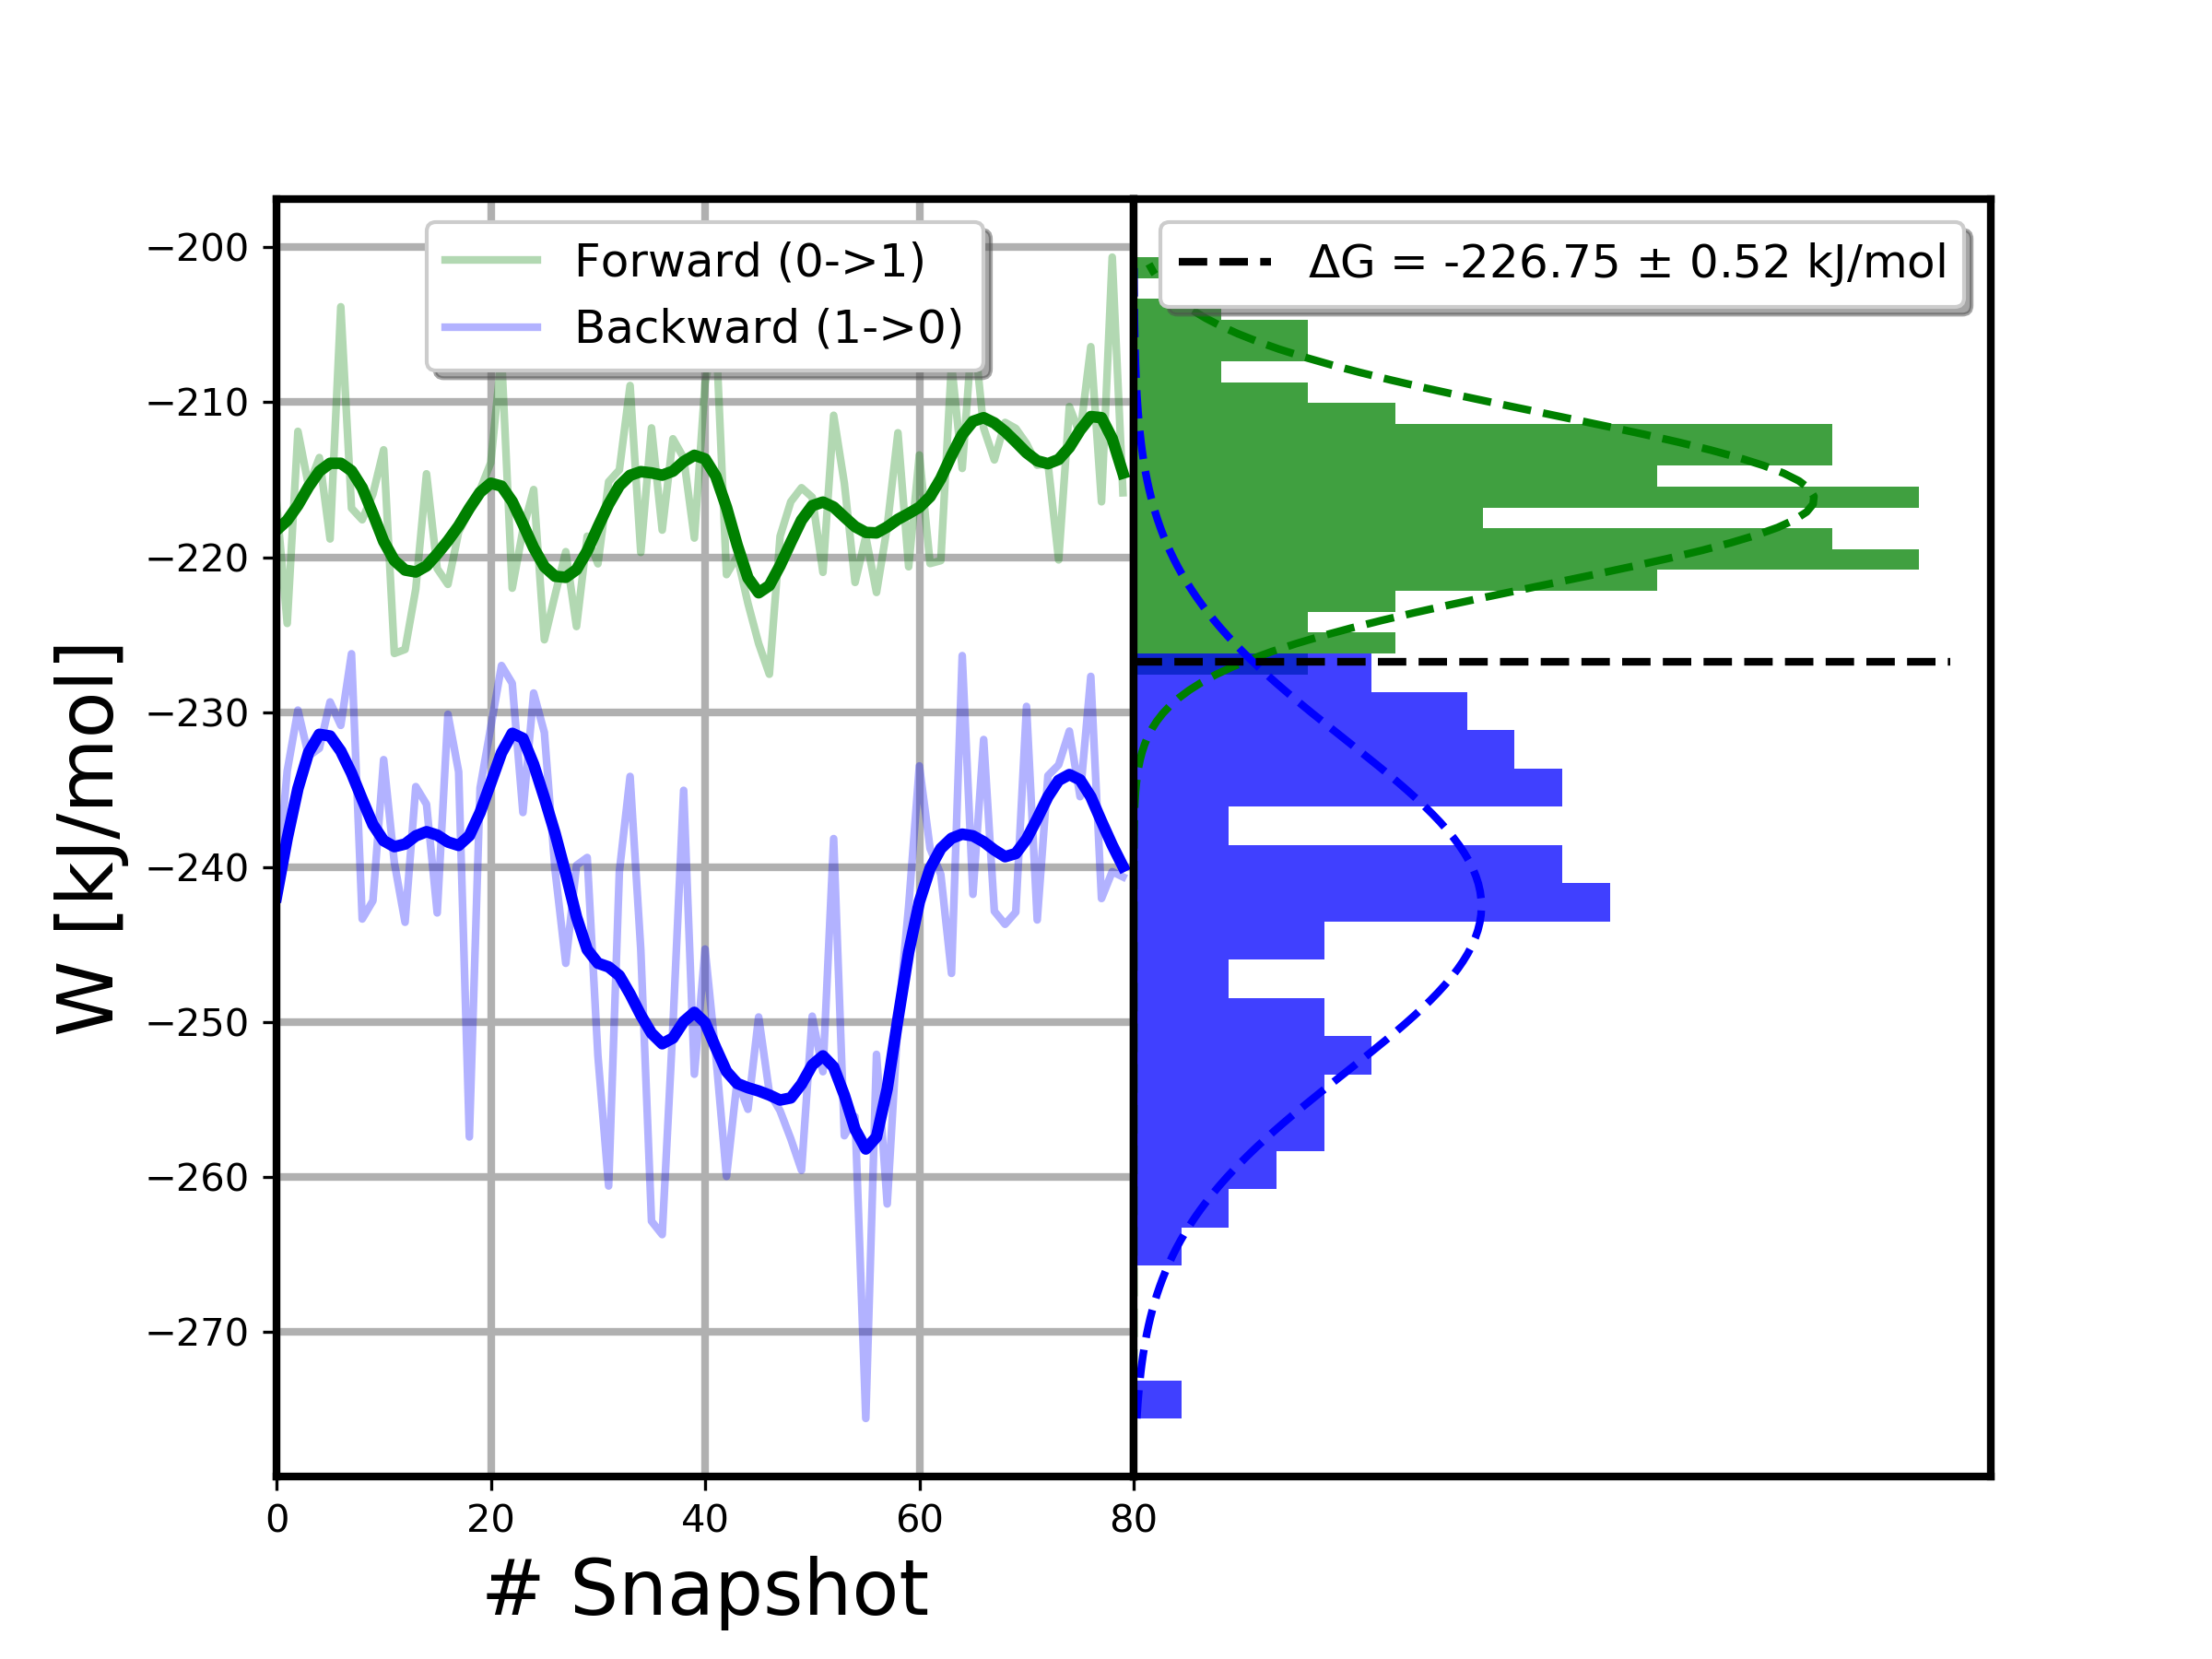 Forward (0->1)
Backward (1->0)
ΔG = -226.75 ± 0.52 kJ/mol
W [kJ/mol]
−200
−210
−220
−230
−240
−250
−260
−270
0 20 40 60 80
# Snapshot